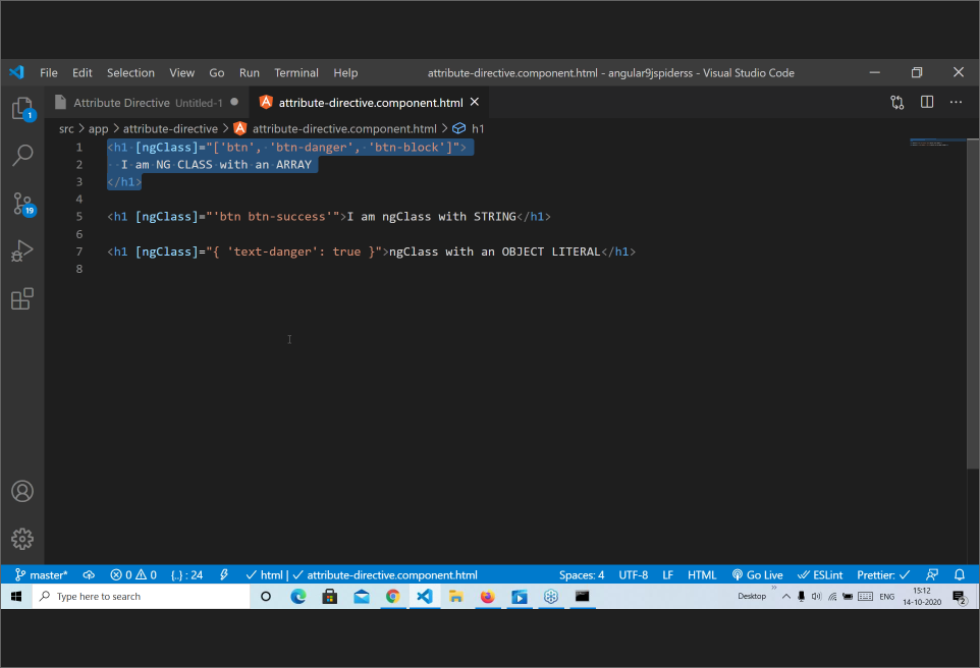 File Edit Selection View Go Run Terminal Help attribute-directive.component.html - angular9jspiderss - Visual Studio Code
Attribute Directive Untitled-1 attribute-directive.component.html
1
src > app > attribute-directive > attribute-directive.component.html > h1
1 <h1 [ngClass]="['btn', 'btn-danger', 'btn-block']">
2 I am NG CLASS with an ARRAY
3 </h1>
4
5 <h1 [ngClass]="'btn btn-success'">I am ngClass with STRING</h1>
19
6
7 <h1 [ngClass]="{ 'text-danger': true }">ngClass with an OBJECT LITERAL</h1>
8
master* 0 0 {..} : 24 html | attribute-directive.component.html Spaces: 4 UTF-8 LF HTML Go Live ESLint Prettier:
Type here to search Desktop ENG 15:12
14-10-2020 2